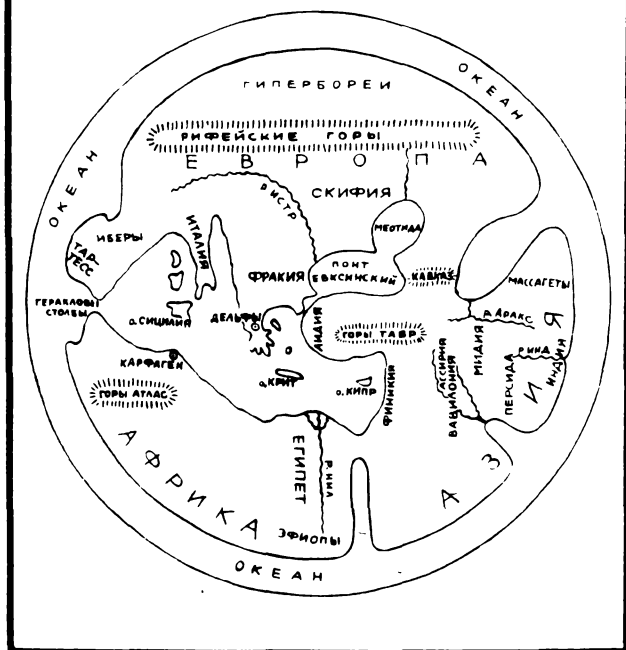 ОКЕАН
ГИПЕРБОРЕИ
РИФЕЙСКИЕ ГОРЫ
ЕВРОПА
ОКЕАН
СКИФИЯ
МЕОТИДА
ИБЕРЫ
ТАР-
ТЕСС
ИТАЛИЯ
ФРАКИЯ
ПОНТ
ЕВКСИНСКИЙ
КАВКАЗ
МАССАГЕТЫ
ГЕРАКЛОВЫ
СТОЛБЫ
о.СИЦИЛИЯ
ДЕЛЬФЫ
ЛИДИЯ
ГОРЫ ТАВР
р.АРАКС
МИДИЯ
р.ИНД
ИНДИЯ
КАРФАГЕН
ГОРЫ АТЛАС
о.КРИТ
о.КИПР
ФИНИКИЯ
АССИРИЯ
ВАВИЛОНИЯ
ПЕРСИДА
АЗИЯ
АФРИКА
ЕГИПЕТ
р.НИЛ
ЭФИОПЫ
ОКЕАН